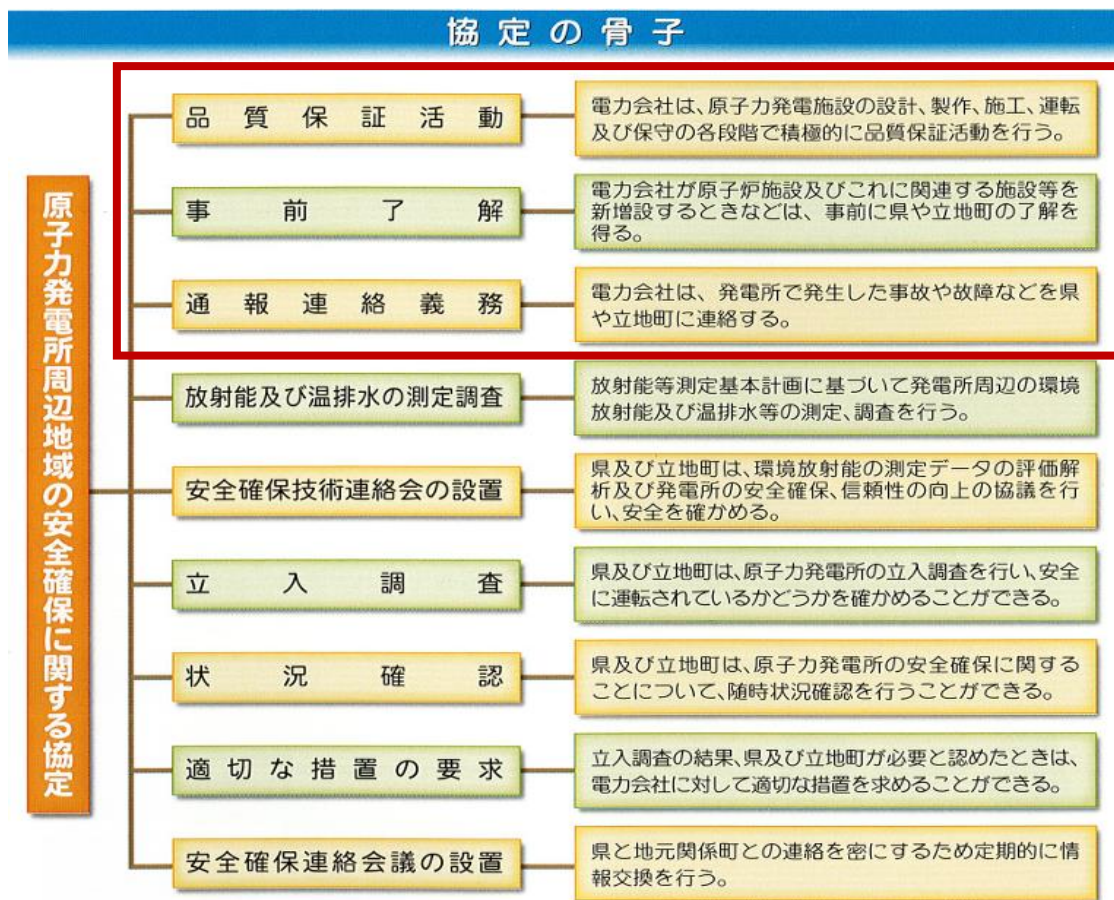 協定の骨子
原子力発電所周辺地域の安全確保に関する協定
品質保証活動
電力会社は、原子力発電施設の設計、製作、施工、運転
及び保守の各段階で積極的に品質保証活動を行う。
事前了解
電力会社が原子炉施設及びこれに関連する施設等を
新増設するときなどは、事前に県や立地町の了解を
得る。
通報連絡義務
電力会社は、発電所で発生した事故や故障などを県
や立地町に連絡する。
放射能及び温排水の測定調査
放射能等測定基本計画に基づいて発電所周辺の環境
放射能及び温排水等の測定、調査を行う。
安全確保技術連絡会の設置
県及び立地町は、環境放射能の測定データの評価解
析及び発電所の安全確保、信頼性の向上の協議を行
い、安全を確かめる。
立入調査
県及び立地町は、原子力発電所の立入調査を行い、安全
に運転されているかどうかを確かめることができる。
状況確認
県及び立地町は、原子力発電所の安全確保に関する
ことについて、随時状況確認を行うことができる。
適切な措置の要求
立入調査の結果、県及び立地町が必要と認めたときは、
電力会社に対して適切な措置を求めることができる。
安全確保連絡会議の設置
県と地元関係町との連絡を密にするため定期的に情
報交換を行う。